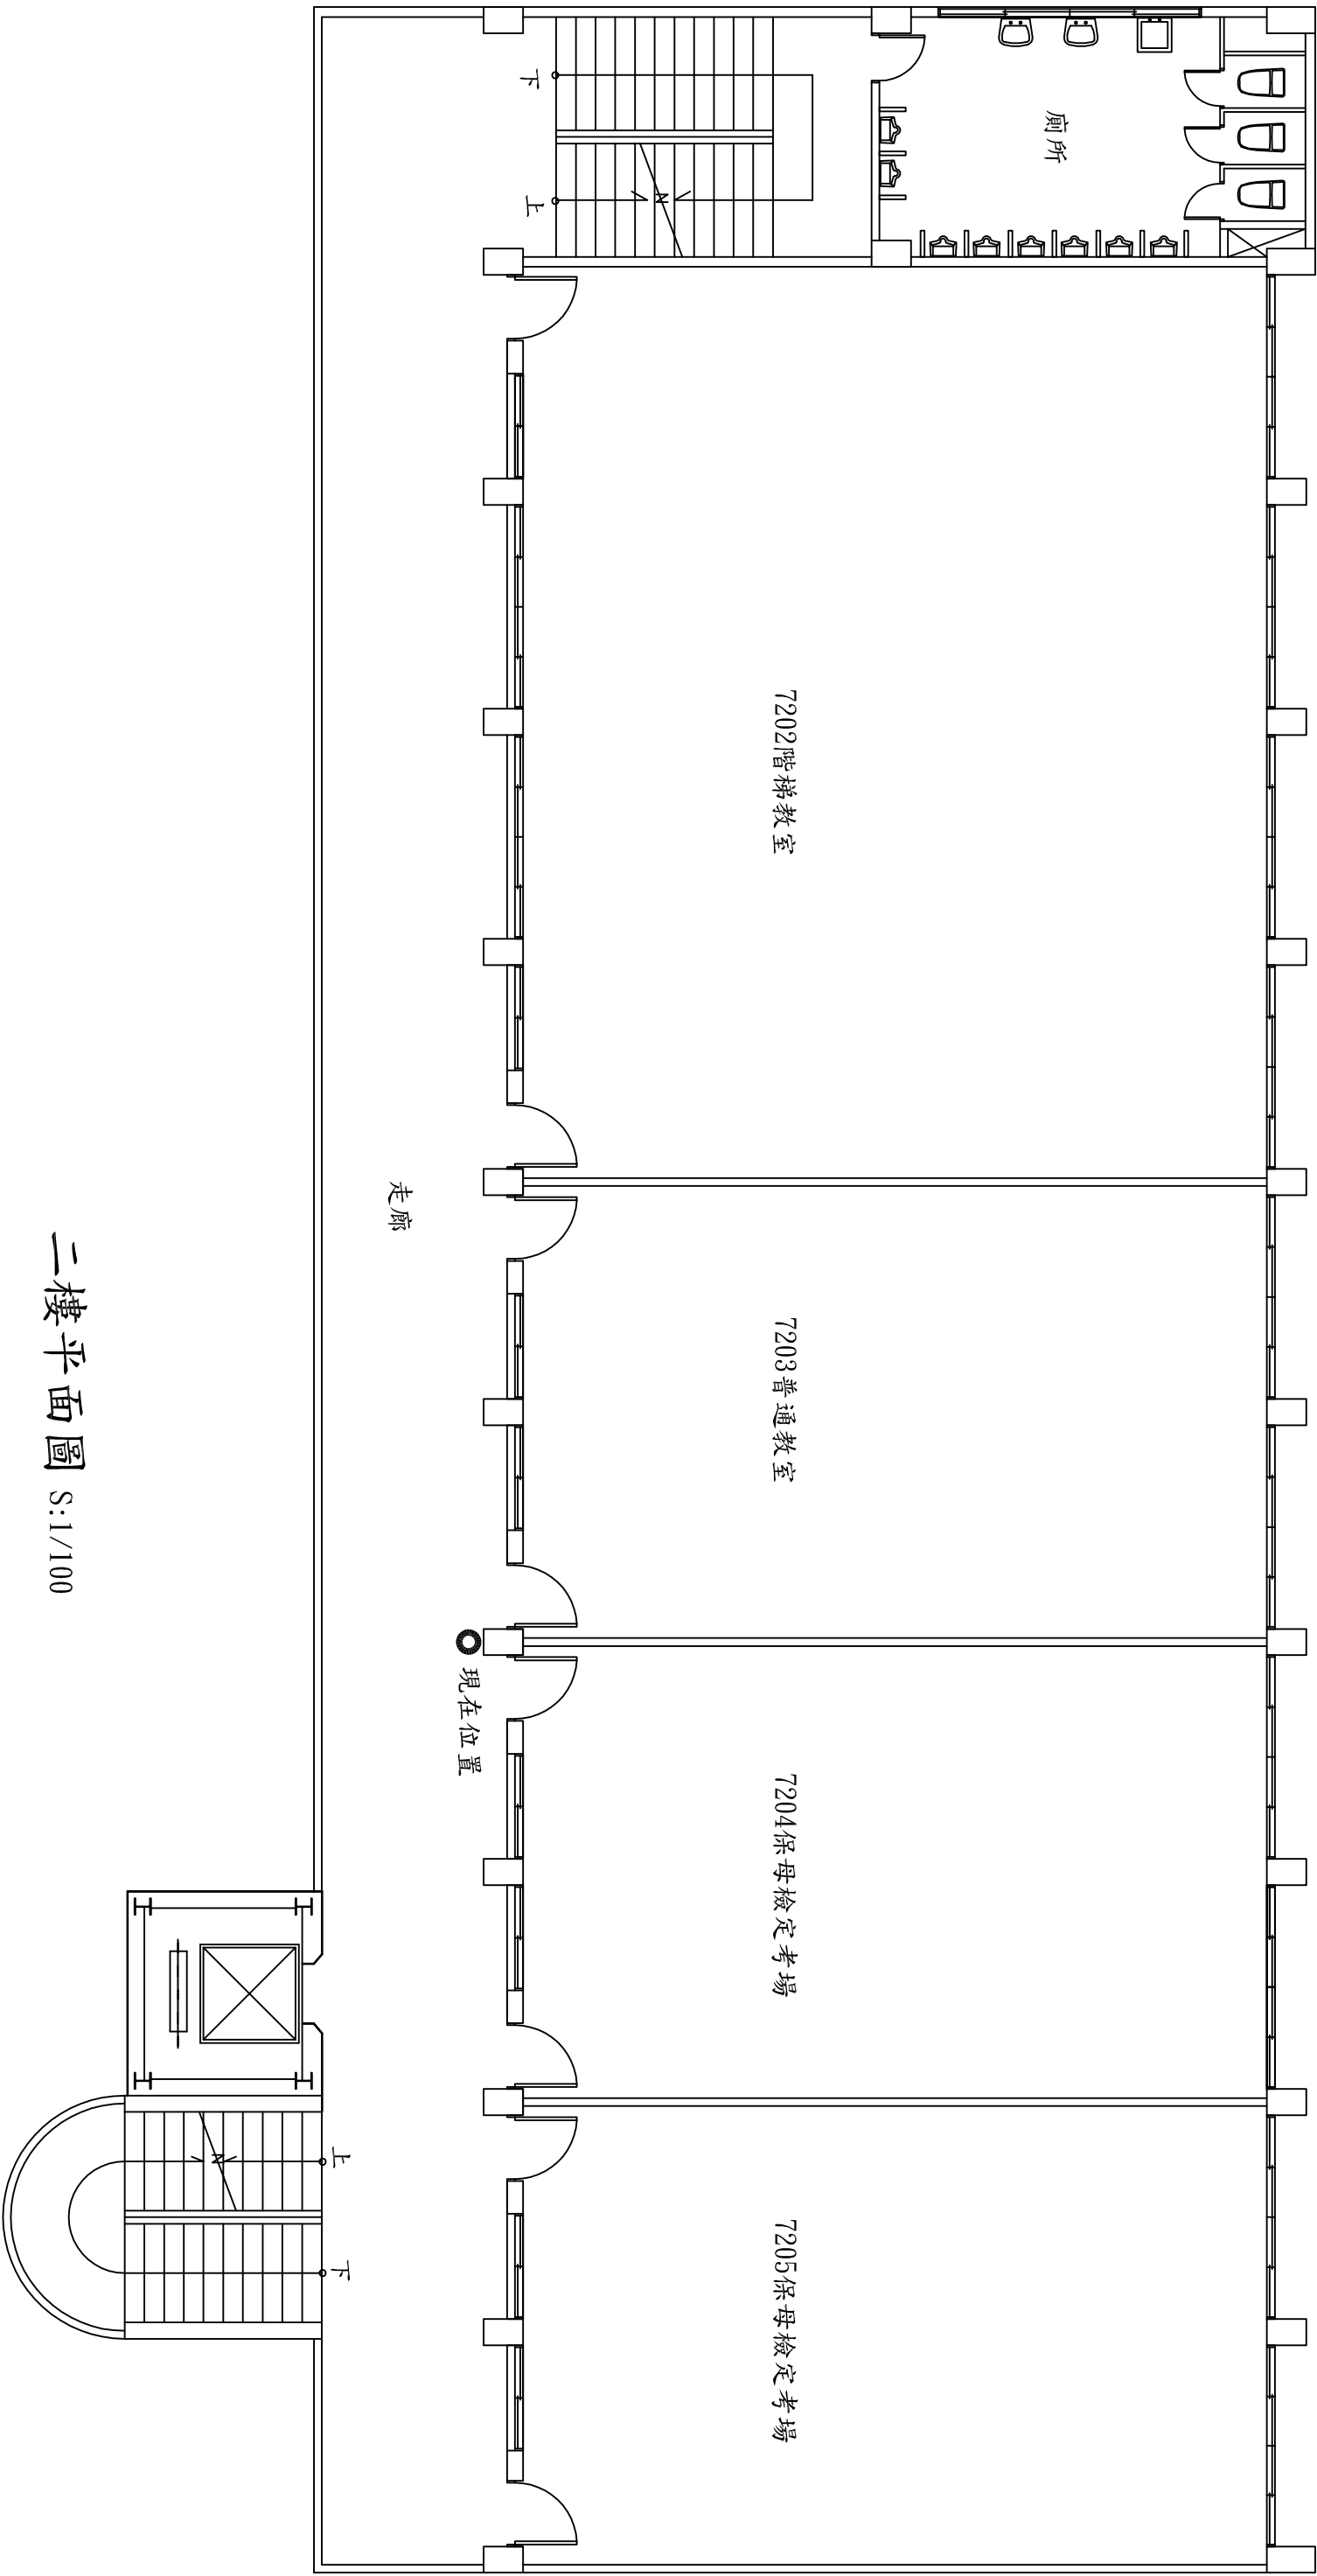 廁所
下
上
7202階梯教室
7203普通教室
7204保母檢定考場
7205保母檢定考場
走廊
現在位置
上
下
二樓平面圖 S:1/100